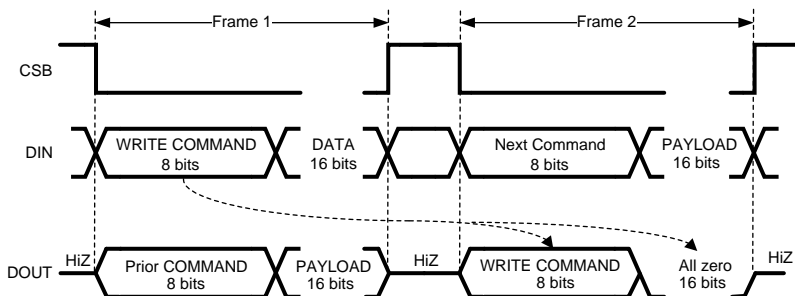 Frame 1 Frame 2
CSB
DIN WRITE COMMAND DATA Next Command PAYLOAD
8 bits 16 bits 8 bits 16 bits
HiZ HiZ All zero HiZ
DOUT Prior COMMAND PAYLOAD WRITE COMMAND 16 bits
8 bits 16 bits 8 bits